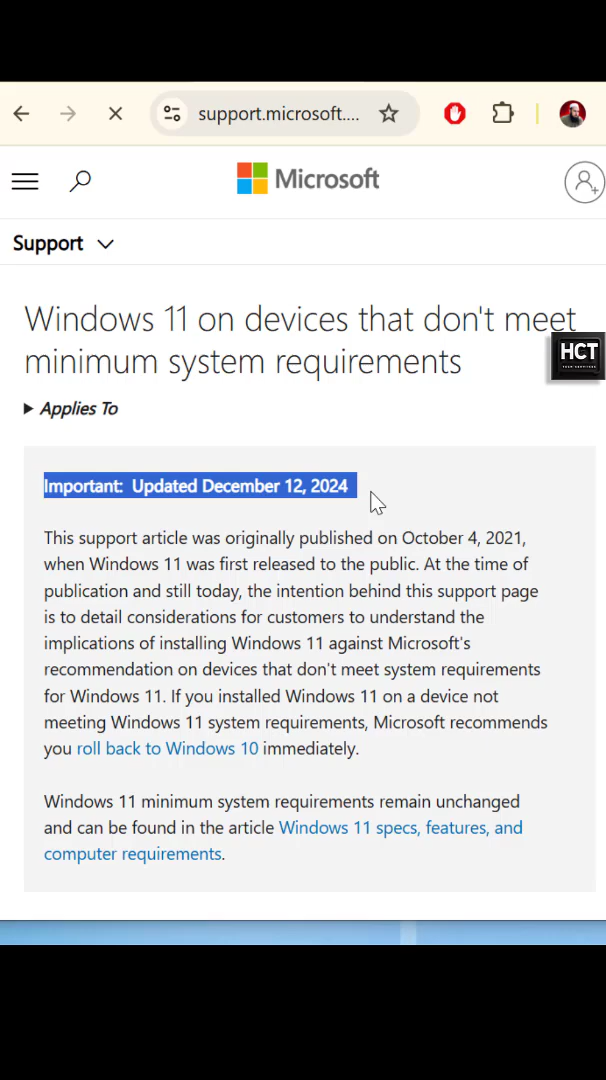 support.microsoft....
Microsoft
Support
Windows 11 on devices that don't meet
minimum system requirements
HCT
Applies To
Important:  Updated December 12, 2024
This support article was originally published on October 4, 2021,
when Windows 11 was first released to the public. At the time of
publication and still today, the intention behind this support page
is to detail considerations for customers to understand the
implications of installing Windows 11 against Microsoft's
recommendation on devices that don't meet system requirements
for Windows 11. If you installed Windows 11 on a device not
meeting Windows 11 system requirements, Microsoft recommends
you roll back to Windows 10 immediately.
Windows 11 minimum system requirements remain unchanged
and can be found in the article Windows 11 specs, features, and
computer requirements.